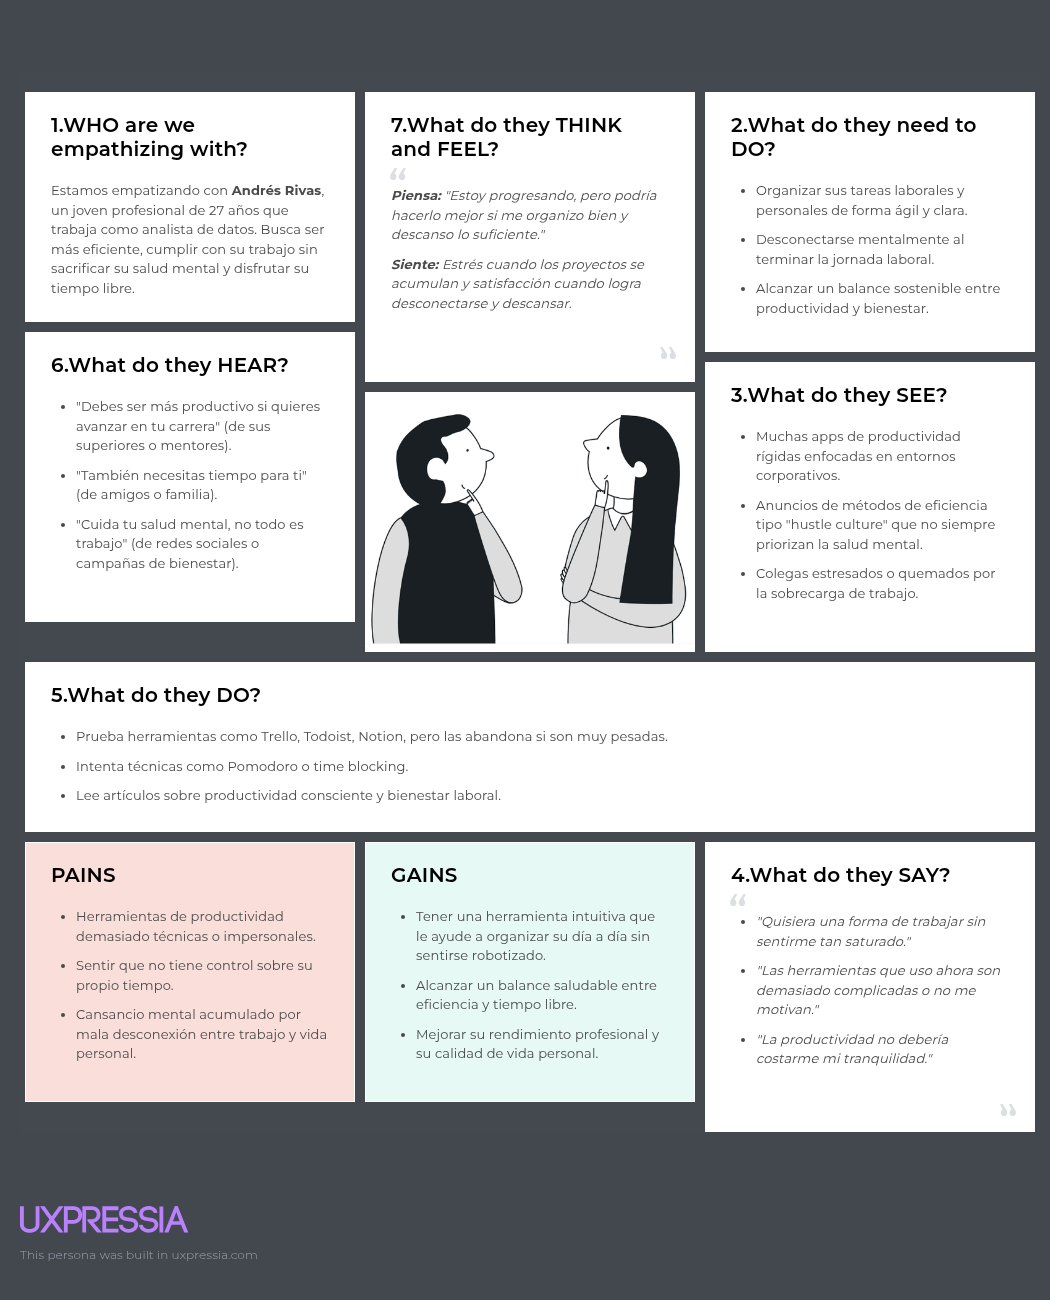 1.WHO are we
empathizing with?
Estamos empatizando con Andrés Rivas,
un joven profesional de 27 años que
trabaja como analista de datos. Busca ser
más eficiente, cumplir con su trabajo sin
sacrificar su salud mental y disfrutar su
tiempo libre.
7.What do they THINK
and FEEL?
“
Piensa: "Estoy progresando, pero podría
hacerlo mejor si me organizo bien y
descanso lo suficiente."
Siente: Estrés cuando los proyectos se
acumulan y satisfacción cuando logra
desconectarse y descansar.
”
2.What do they need to
DO?
• Organizar sus tareas laborales y
personales de forma ágil y clara.
• Desconectarse mentalmente al
terminar la jornada laboral.
• Alcanzar un balance sostenible entre
productividad y bienestar.
6.What do they HEAR?
• "Debes ser más productivo si quieres
avanzar en tu carrera" (de sus
superiores o mentores).
• "También necesitas tiempo para ti"
(de amigos o familia).
• "Cuida tu salud mental, no todo es
trabajo" (de redes sociales o
campañas de bienestar).
3.What do they SEE?
• Muchas apps de productividad
rígidas enfocadas en entornos
corporativos.
• Anuncios de métodos de eficiencia
tipo "hustle culture" que no siempre
priorizan la salud mental.
• Colegas estresados o quemados por
la sobrecarga de trabajo.
5.What do they DO?
• Prueba herramientas como Trello, Todoist, Notion, pero las abandona si son muy pesadas.
• Intenta técnicas como Pomodoro o time blocking.
• Lee artículos sobre productividad consciente y bienestar laboral.
PAINS
• Herramientas de productividad
demasiado técnicas o impersonales.
• Sentir que no tiene control sobre su
propio tiempo.
• Cansancio mental acumulado por
mala desconexión entre trabajo y vida
personal.
GAINS
• Tener una herramienta intuitiva que
le ayude a organizar su día a día sin
sentirse robotizado.
• Alcanzar un balance saludable entre
eficiencia y tiempo libre.
• Mejorar su rendimiento profesional y
su calidad de vida personal.
4.What do they SAY?
“
• "Quisiera una forma de trabajar sin
sentirme tan saturado."
• "Las herramientas que uso ahora son
demasiado complicadas o no me
motivan."
• "La productividad no debería
costarme mi tranquilidad."
”
UXPRESSIA
This persona was built in uxpressia.com